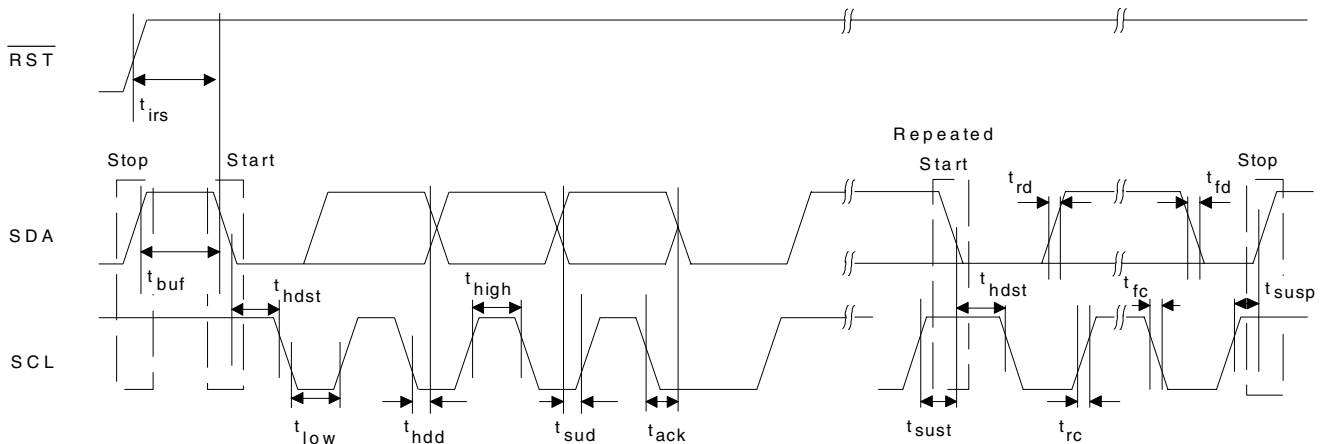 RST
t irs
Repeated
Stop
Start
Start
Stop
t rd
t fd
SDA
t buf
t hdst
t high
t hdst
t fc
t susp
SCL
t low
t hdd
t sud
t ack
t sust
t rc